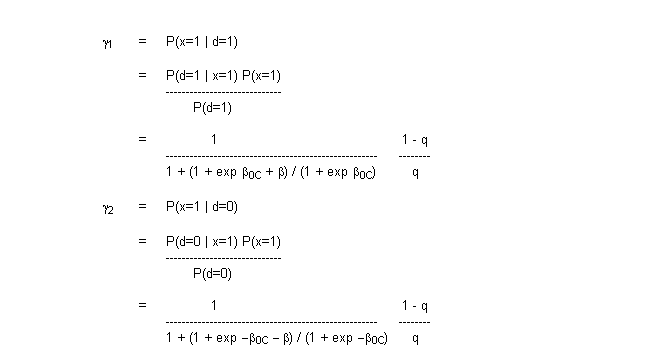 γ1 = P(x=1 | d=1)
= P(d=1 | x=1) P(x=1)
-----------------------------
P(d=1)
= 1 1 - q
----------------------------------------------------- --------
1 + (1 + exp β0C + β) / (1 + exp β0C) q
γ2 = P(x=1 | d=0)
= P(d=0 | x=1) P(x=1)
-----------------------------
P(d=0)
= 1 1 - q
----------------------------------------------------- --------
1 + (1 + exp −β0C − β) / (1 + exp −β0C) q